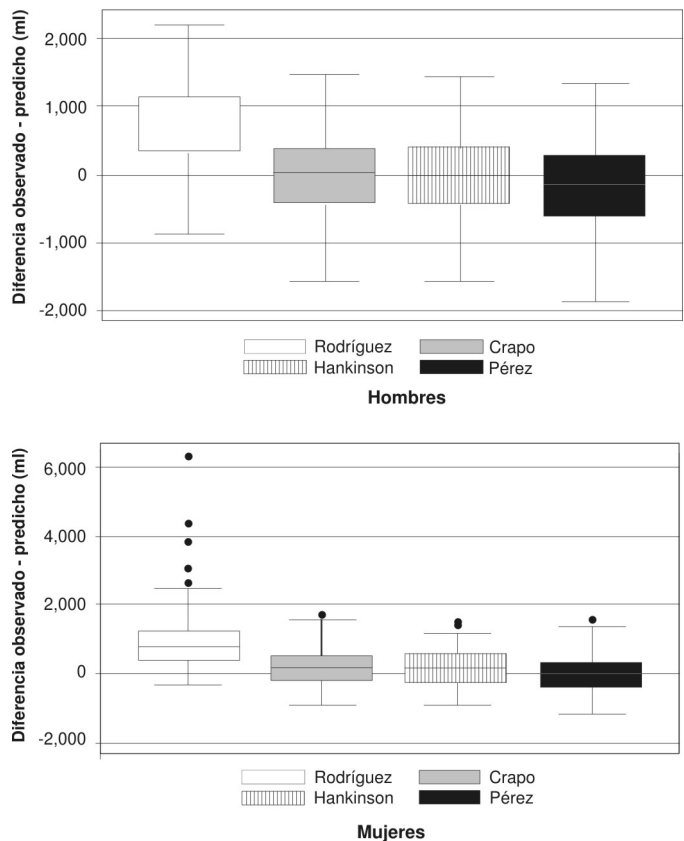 Diferencia observado - predicho (ml)
2,000
1,000
0
-1,000
-2,000
Rodríguez
Crapo
Hankinson
Pérez
Hombres
Diferencia observado - predicho (ml)
6,000
4,000
2,000
0
-2,000
Rodríguez
Crapo
Hankinson
Pérez
Mujeres